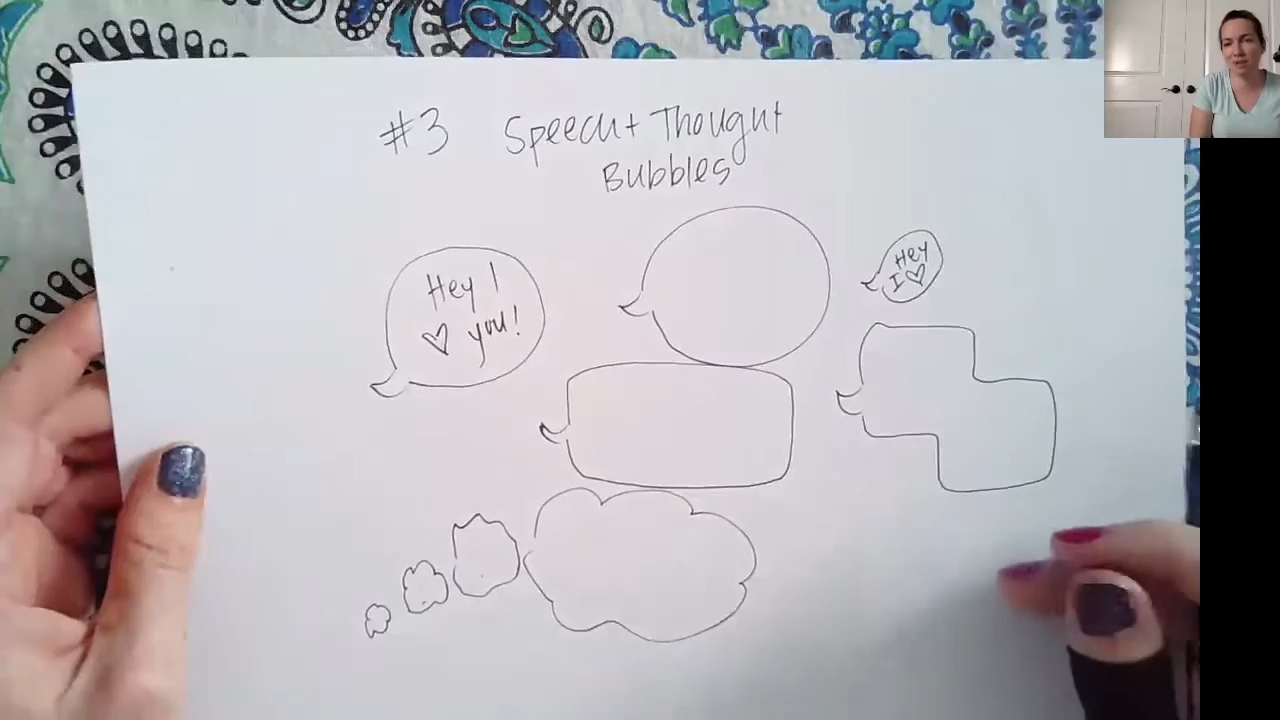 #3 Speech + Thought
Bubbles
Hey I
♡ you!
Hey
I ♡